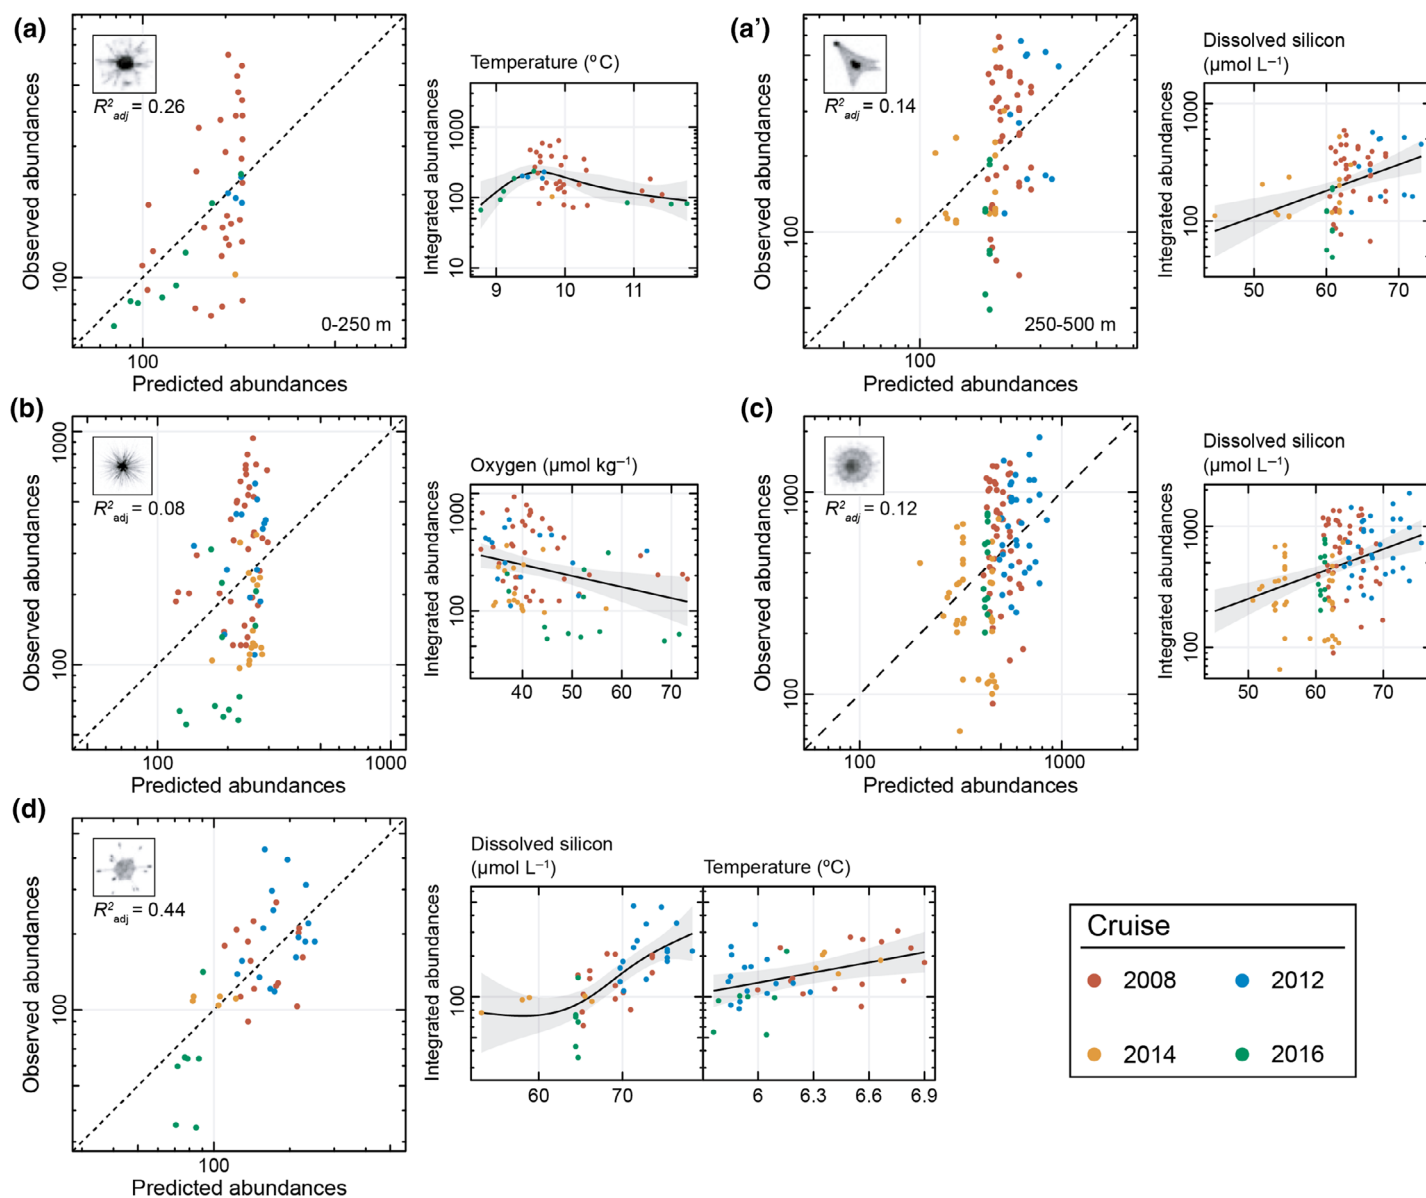 (a)
R²adj = 0.26
Observed abundances
100
0-250 m
100
Predicted abundances
Temperature (ºC)
Integrated abundances
1000
100
10
9 10 11
(a’)
R²adj = 0.14
Observed abundances
100
250-500 m
100
Predicted abundances
Dissolved silicon
(µmol L⁻¹)
Integrated abundances
1000
100
50 60 70
(b)
R²adj = 0.08
Observed abundances
1000
100
100 1000
Predicted abundances
Oxygen (µmol kg⁻¹)
Integrated abundances
1000
100
40 50 60 70
(c)
R²adj = 0.12
Observed abundances
1000
100
100 1000
Predicted abundances
Dissolved silicon
(µmol L⁻¹)
Integrated abundances
1000
100
50 60 70
(d)
R²adj = 0.44
Observed abundances
100
100
Predicted abundances
Dissolved silicon
(µmol L⁻¹)
Temperature (ºC)
Integrated abundances
100
60 70
6 6.3 6.6 6.9
Cruise
2008 2012
2014 2016